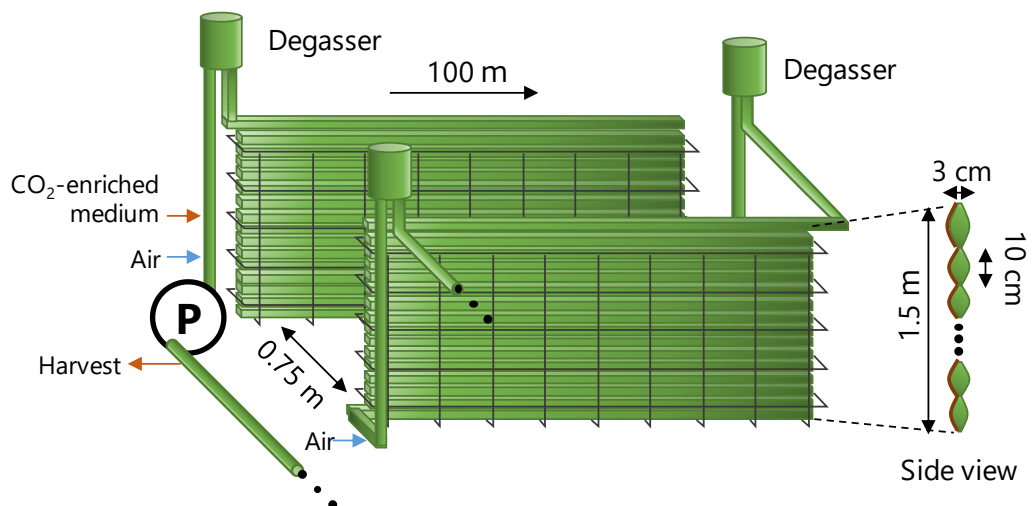 Degasser
100 m
Degasser
CO₂-enriched
medium
Air
P
Harvest
0.75 m
Air
3 cm
10 cm
1.5 m
Side view